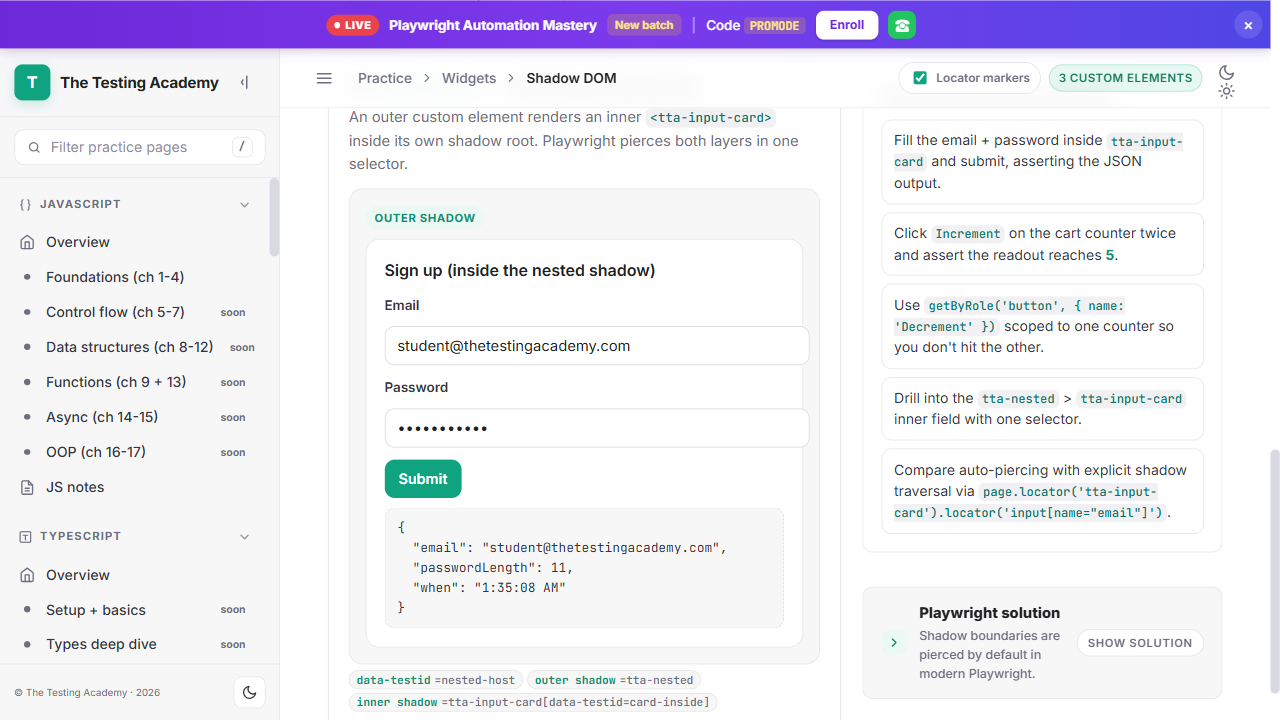 LIVE Playwright Automation Mastery New batch Code PROMODE Enroll ×
T The Testing Academy
Practice > Widgets > Shadow DOM
Locator markers
3 CUSTOM ELEMENTS
Filter practice pages /
{} JAVASCRIPT
Overview
Foundations (ch 1-4)
Control flow (ch 5-7) soon
Data structures (ch 8-12) soon
Functions (ch 9 + 13) soon
Async (ch 14-15) soon
OOP (ch 16-17) soon
JS notes
T TYPESCRIPT
Overview
Setup + basics soon
Types deep dive soon
© The Testing Academy · 2026
An outer custom element renders an inner <tta-input-card>
inside its own shadow root. Playwright pierces both layers in one
selector.
OUTER SHADOW
Sign up (inside the nested shadow)
Email
student@thetestingacademy.com
Password
•••••••••••
Submit
{
"email": "student@thetestingacademy.com",
"passwordLength": 11,
"when": "1:35:08 AM"
}
data-testid =nested-host outer shadow =tta-nested
inner shadow =tta-input-card[data-testid=card-inside]
Fill the email + password inside tta-input-
card and submit, asserting the JSON
output.
Click Increment on the cart counter twice
and assert the readout reaches 5.
Use getByRole('button', { name:
'Decrement' }) scoped to one counter so
you don't hit the other.
Drill into the tta-nested > tta-input-card
inner field with one selector.
Compare auto-piercing with explicit shadow
traversal via page.locator('tta-input-
card').locator('input[name="email"]').
Playwright solution
Shadow boundaries are
pierced by default in
modern Playwright.
SHOW SOLUTION